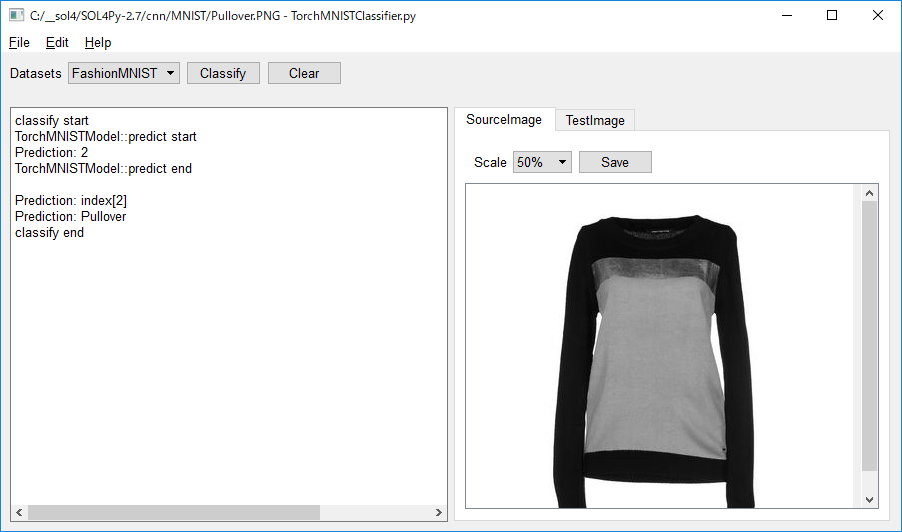 C:/__sol4/SOL4Py-2.7/cnn/MNIST/Pullover.PNG - TorchMNISTClassifier.py
File Edit Help
Datasets FashionMNIST Classify Clear
classify start
TorchMNISTModel::predict start
Prediction: 2
TorchMNISTModel::predict end
Prediction: index[2]
Prediction: Pullover
classify end
SourceImage TestImage
Scale 50% Save